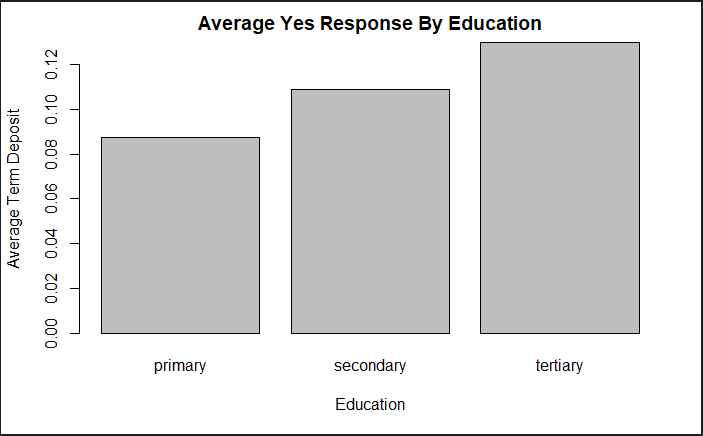 Average Yes Response By Education
Average Term Deposit
0.12
0.10
0.08
0.06
0.04
0.02
0.00
primary secondary tertiary
Education